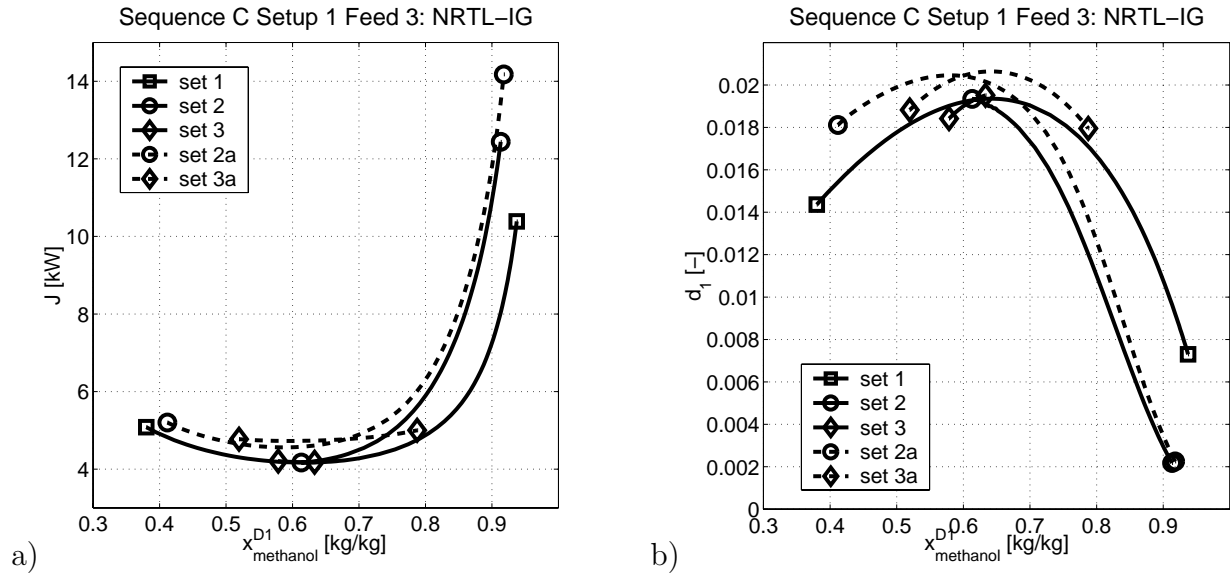 Sequence C Setup 1 Feed 3: NRTL−IG
J [kW]
14
12
10
8
6
4
set 1
set 2
set 3
set 2a
set 3a
0.3 0.4 0.5 0.6 0.7 0.8 0.9
x^{D1}_{methanol} [kg/kg]
a)
Sequence C Setup 1 Feed 3: NRTL−IG
d_1 [−]
0.02
0.018
0.016
0.014
0.012
0.01
0.008
0.006
0.004
0.002
0
set 1
set 2
set 3
set 2a
set 3a
0.3 0.4 0.5 0.6 0.7 0.8 0.9
x^{D1}_{methanol} [kg/kg]
b)